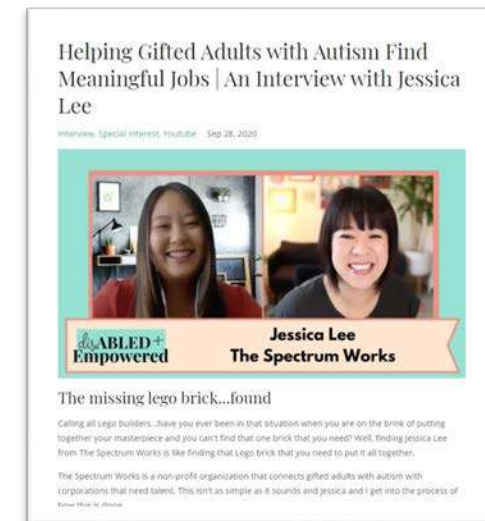 Helping Gifted Adults with Autism Find
Meaningful Jobs | An Interview with Jessica
Lee
Interview, Special Interest, Youtube Sep 28, 2020
disABLED+
Empowered
Jessica Lee
The Spectrum Works
The missing lego brick...found
Calling all Lego builders...have you ever been in that situation when you are on the brink of putting
together your masterpiece and you can't find that one brick that you need? Well, finding Jessica Lee
from The Spectrum Works is like finding that Lego brick that you need to put it all together.
The Spectrum Works is a non-profit organization that connects gifted adults with autism with
corporations that need talent. This isn't as simple as it sounds and Jessica and I get into the process of
how this is done.